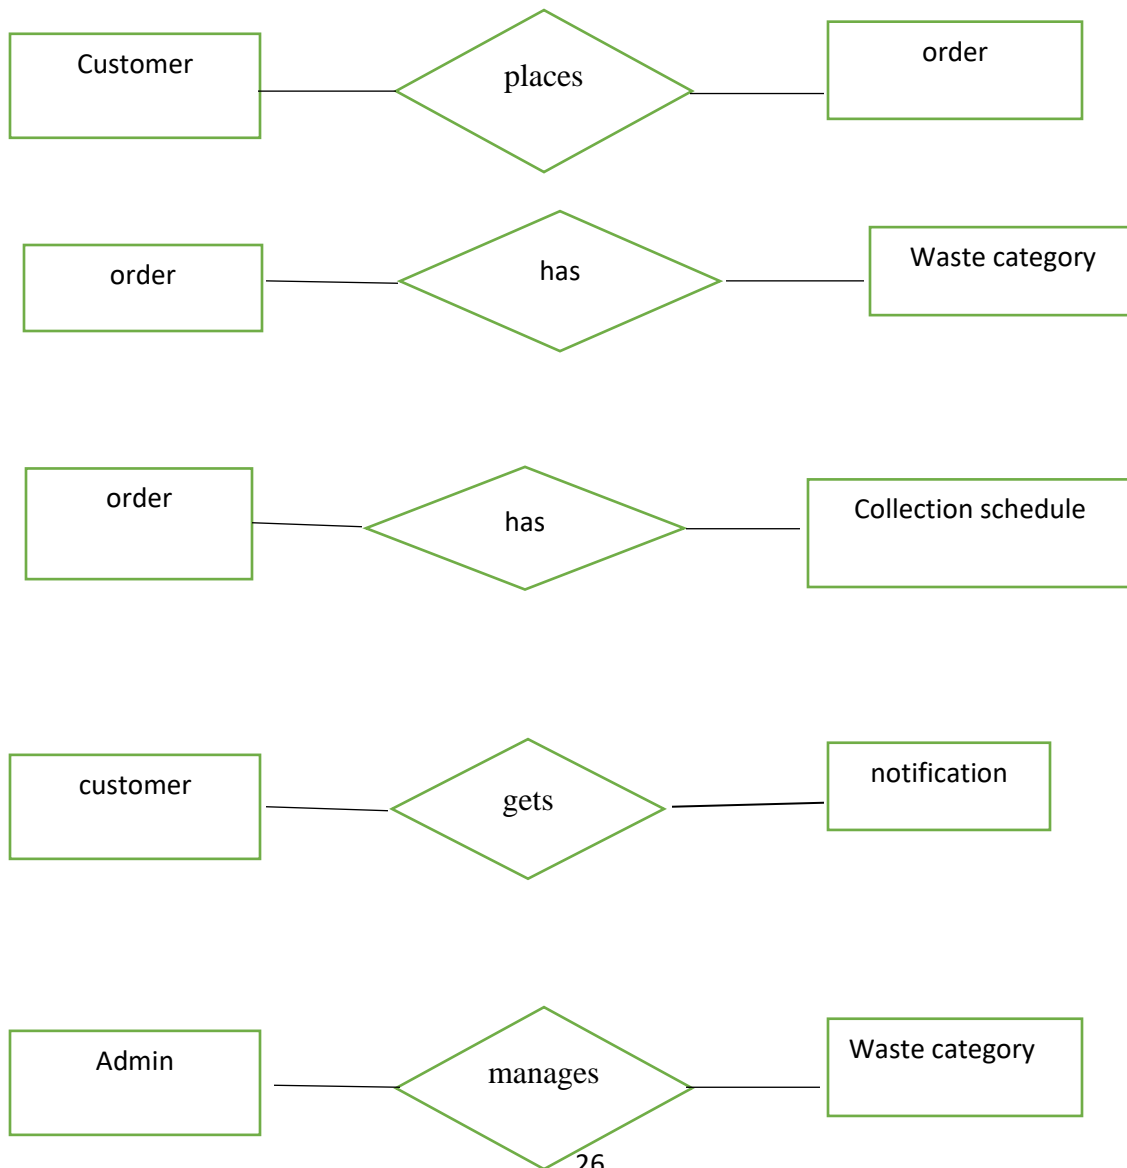 Customer
places
order
order
has
Waste category
order
has
Collection schedule
customer
gets
notification
Admin
manages
Waste category
26